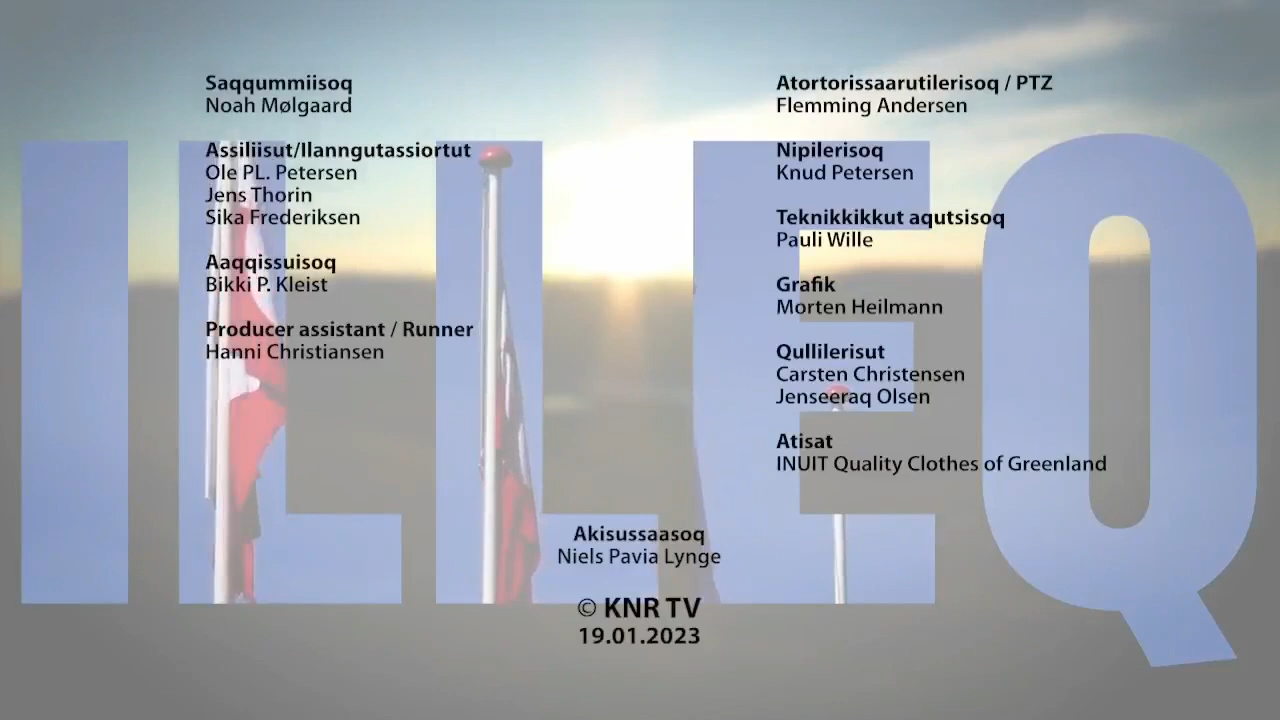 Saqqummiisoq
Noah Mølgaard
Assiliisut/Ilanngutassiortut
Ole PL. Petersen
Jens Thorin
Sika Frederiksen
Aaqqissuisoq
Bikki P. Kleist
Producer assistant / Runner
Hanni Christiansen
Atortorissaarutilerisoq / PTZ
Flemming Andersen
Nipilerisoq
Knud Petersen
Teknikkikkut aqutsisoq
Pauli Wille
Grafik
Morten Heilmann
Qullilerisut
Carsten Christensen
Jenseeraq Olsen
Atisat
INUIT Quality Clothes of Greenland
Akisussaasoq
Niels Pavia Lynge
© KNR TV
19.01.2023
ILLEQ